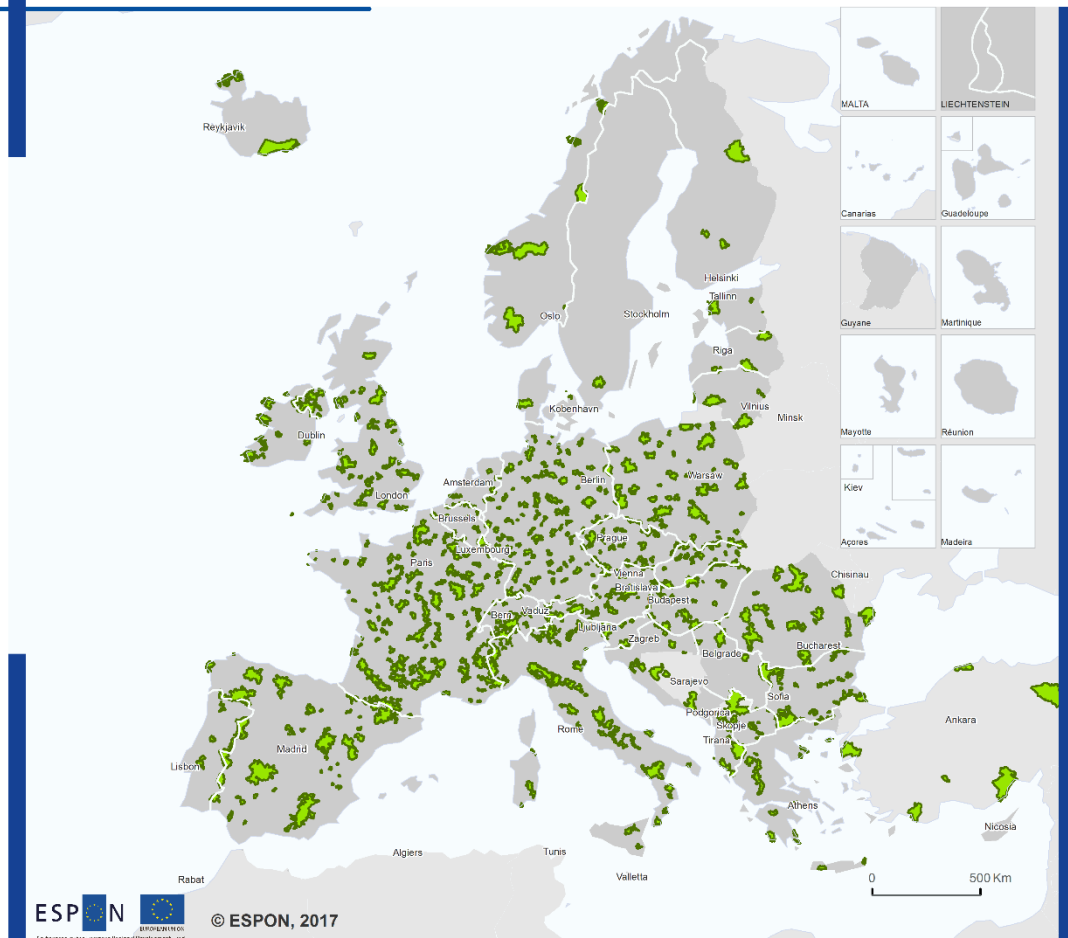 MALTA
LIECHTENSTEIN
Reykjavik
Canarias
Guadeloupe
Helsinki
Tallinn
Oslo
Stockholm
Guyane
Martinique
Riga
Kobenhavn
Vilnius
Minsk
Dublin
Mayotte
Réunion
Amsterdam
Berlin
Warsaw
London
Kiev
Brussels
Prague
Açores
Madeira
Luxembourg
Paris
Vienna
Chisinau
Bratislava
Budapest
Bern
Vaduz
Ljubljana
Zagreb
Bucharest
Belgrade
Sarajevo
Sofia
Podgorica
Ankara
Skopje
Rome
Tirana
Madrid
Lisbon
Athens
Nicosia
Algiers
Tunis
Valletta
Rabat
0 500 Km
ESPON
EUROPEAN UNION
© ESPON, 2017